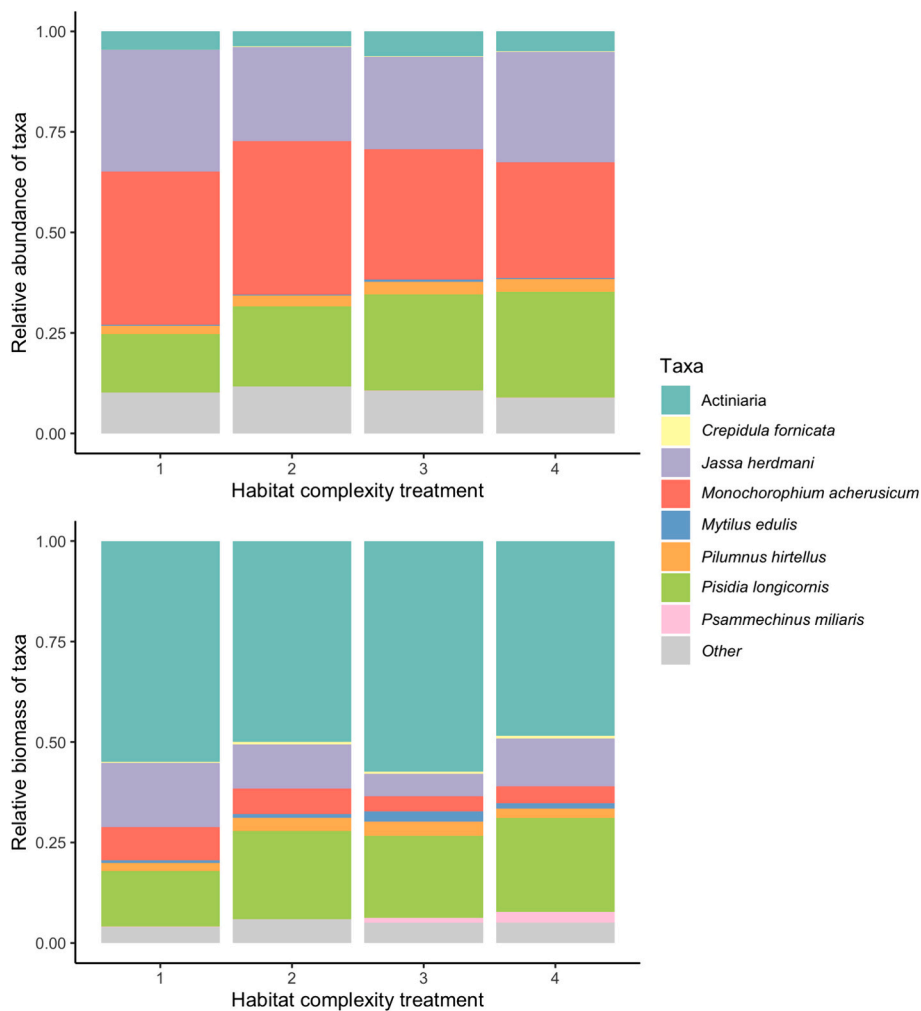 Relative abundance of taxa
1.00
0.75
0.50
0.25
0.00
1 2 3 4
Habitat complexity treatment
Relative biomass of taxa
1.00
0.75
0.50
0.25
0.00
1 2 3 4
Habitat complexity treatment
Taxa
Actiniaria
Crepidula fornicata
Jassa herdmani
Monochorophium acherusicum
Mytilus edulis
Pilumnus hirtellus
Pisidia longicornis
Psammechinus miliaris
Other